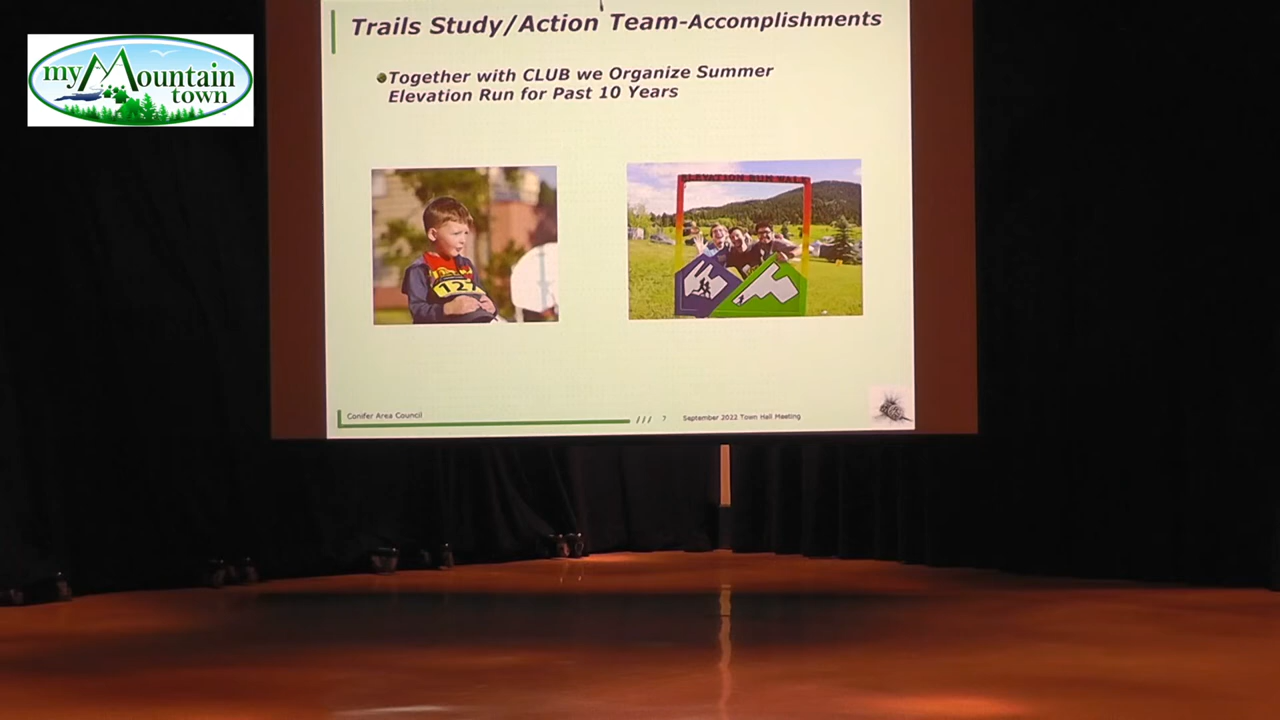 my Mountain
town
Trails Study/Action Team-Accomplishments
Together with CLUB we Organize Summer
Elevation Run for Past 10 Years
ELEVATION RUN WALK
127
Conifer Area Council
/// 7
September 2022 Town Hall Meeting